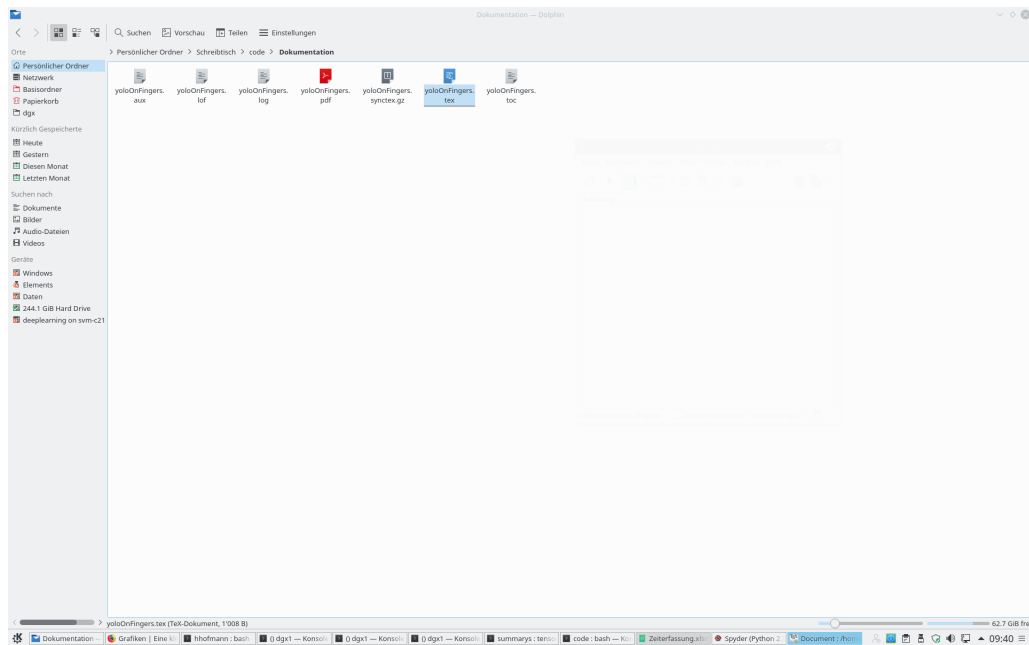 Dokumentation — Dolphin
Suchen Vorschau Teilen Einstellungen
Orte
> Persönlicher Ordner > Schreibtisch > code > Dokumentation
Persönlicher Ordner
Netzwerk
Basisordner
Papierkorb
dgx
Kürzlich Gespeicherte
Heute
Gestern
Diesen Monat
Letzten Monat
Suchen nach
Dokumente
Bilder
Audio-Dateien
Videos
Geräte
Windows
Elements
Daten
244.1 GiB Hard Drive
deeplearning on svm-c21
yoloOnFingers. yoloOnFingers. yoloOnFingers. yoloOnFingers. yoloOnFingers. yoloOnFingers. yoloOnFingers.
aux lof log pdf synctex.gz tex toc
yoloOnFingers.tex (TeX-Dokument, 1'008 B) 62.7 GiB fre
Dokumentation — Grafiken | Eine kl hhofmann : bash () dgx1 — Konsole () dgx1 — Konsole () dgx1 — Konsole summarys : tenso code : bash — Ko Zeiterfassung.xls Spyder (Python 2 Document : /hom 09:40